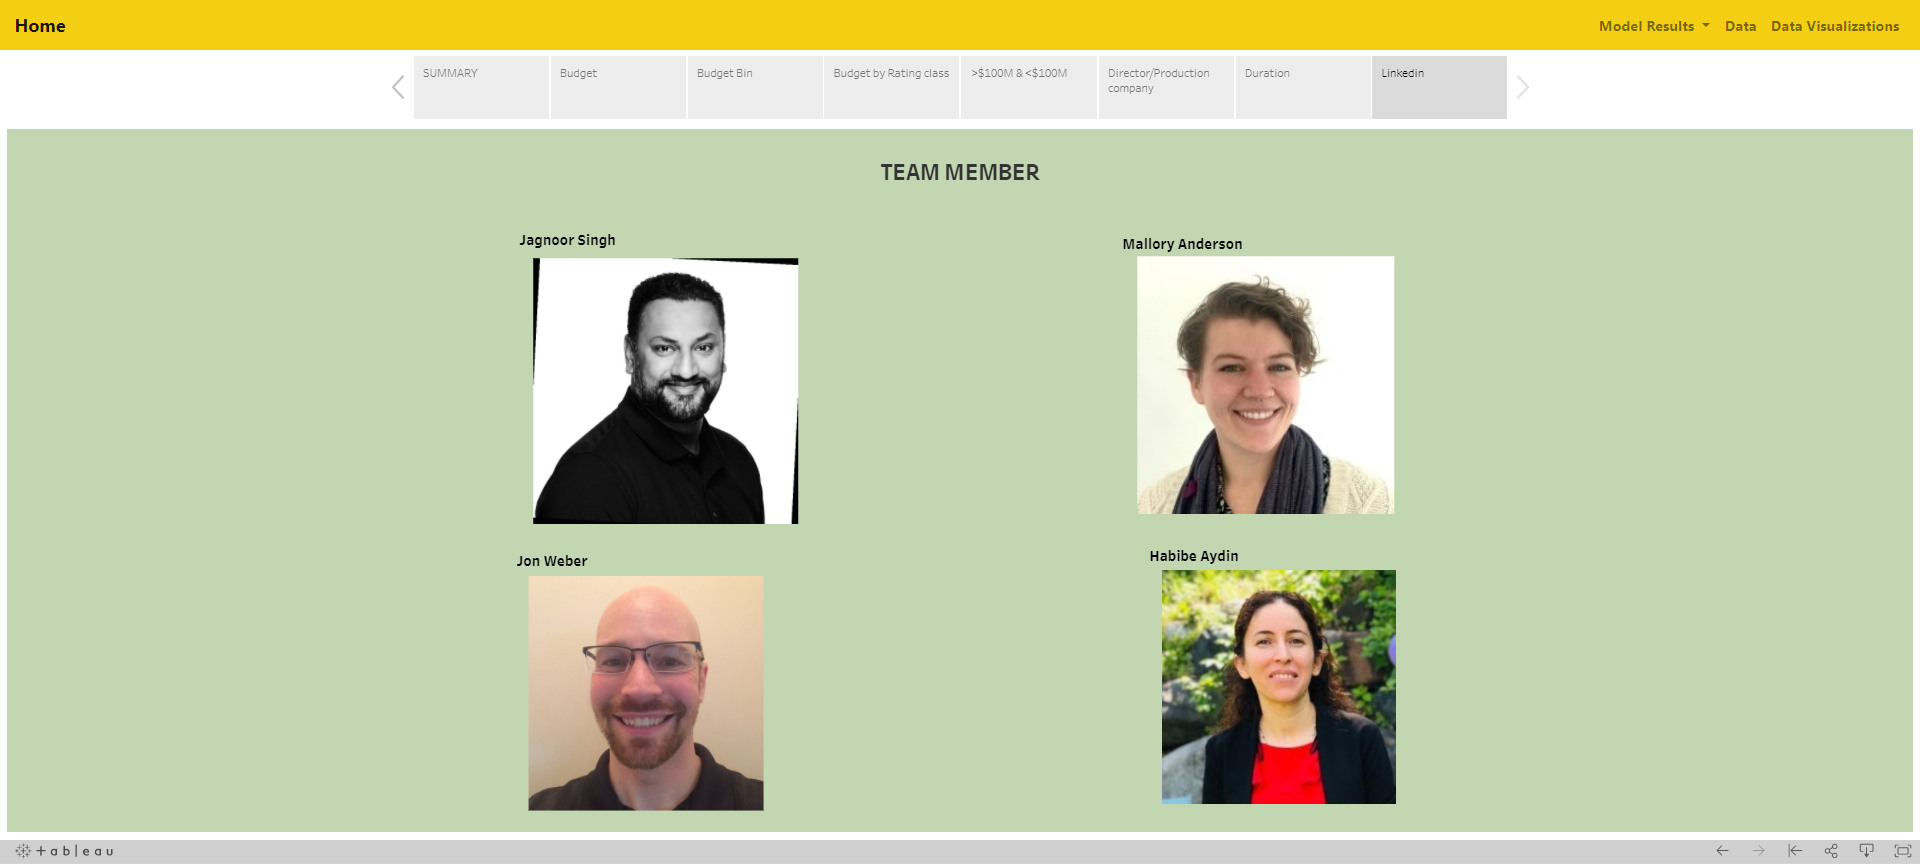 Home
Model Results
Data
Data Visualizations
SUMMARY
Budget
Budget Bin
Budget by Rating class
>$100M & <$100M
Director/Production
company
Duration
Linkedin
TEAM MEMBER
Jagnoor Singh
Mallory Anderson
Jon Weber
Habibe Aydin
+ a b | e a u